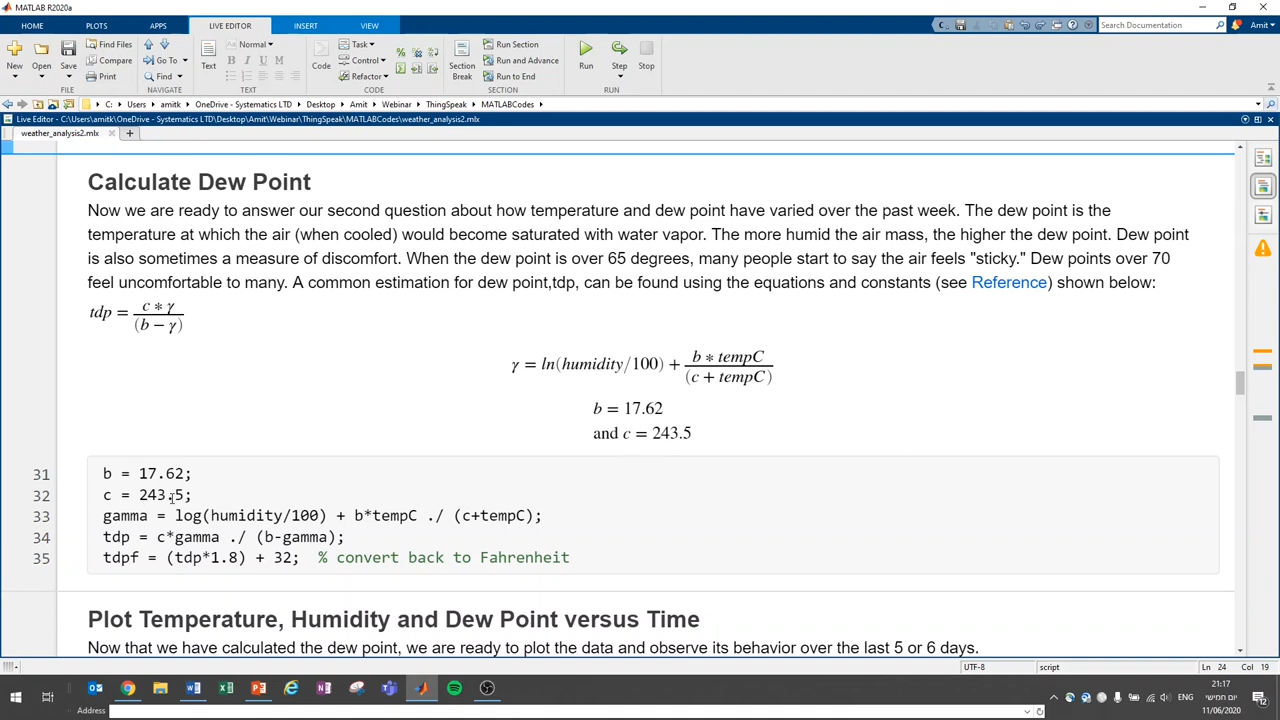 MATLAB R2020a
HOME PLOTS APPS LIVE EDITOR INSERT VIEW
Search Documentation
Amit
New Open Save
Find Files
Compare
Print
FILE
Go To
Find
NAVIGATE
Text
Normal
B I U M
TEXT
Code
Task
Control
Refactor
CODE
Section Break
Run Section
Run and Advance
Run to End
SECTION
Run Step Stop
RUN
C: Users amitk OneDrive - Systematics LTD Desktop Amit Webinar ThingSpeak MATLABCodes
Live Editor - C:\Users\amitk\OneDrive - Systematics LTD\Desktop\Amit\Webinar\ThingSpeak\MATLABCodes\weather_analysis2.mlx
weather_analysis2.mlx
Calculate Dew Point
Now we are ready to answer our second question about how temperature and dew point have varied over the past week. The dew point is the
temperature at which the air (when cooled) would become saturated with water vapor. The more humid the air mass, the higher the dew point. Dew point
is also sometimes a measure of discomfort. When the dew point is over 65 degrees, many people start to say the air feels "sticky." Dew points over 70
feel uncomfortable to many. A common estimation for dew point,tdp, can be found using the equations and constants (see Reference) shown below:
tdp = c * γ / (b − γ)
γ = ln(humidity/100) + b * tempC / (c + tempC)
b = 17.62
and c = 243.5
31 b = 17.62;
32 c = 243.5;
33 gamma = log(humidity/100) + b*tempC ./ (c+tempC);
34 tdp = c*gamma ./ (b-gamma);
35 tdpf = (tdp*1.8) + 32; % convert back to Fahrenheit
Plot Temperature, Humidity and Dew Point versus Time
Now that we have calculated the dew point, we are ready to plot the data and observe its behavior over the last 5 or 6 days.
UTF-8 script Ln 24 Col 19
ENG
21:17
יום חמישי
11/06/2020
12
Address